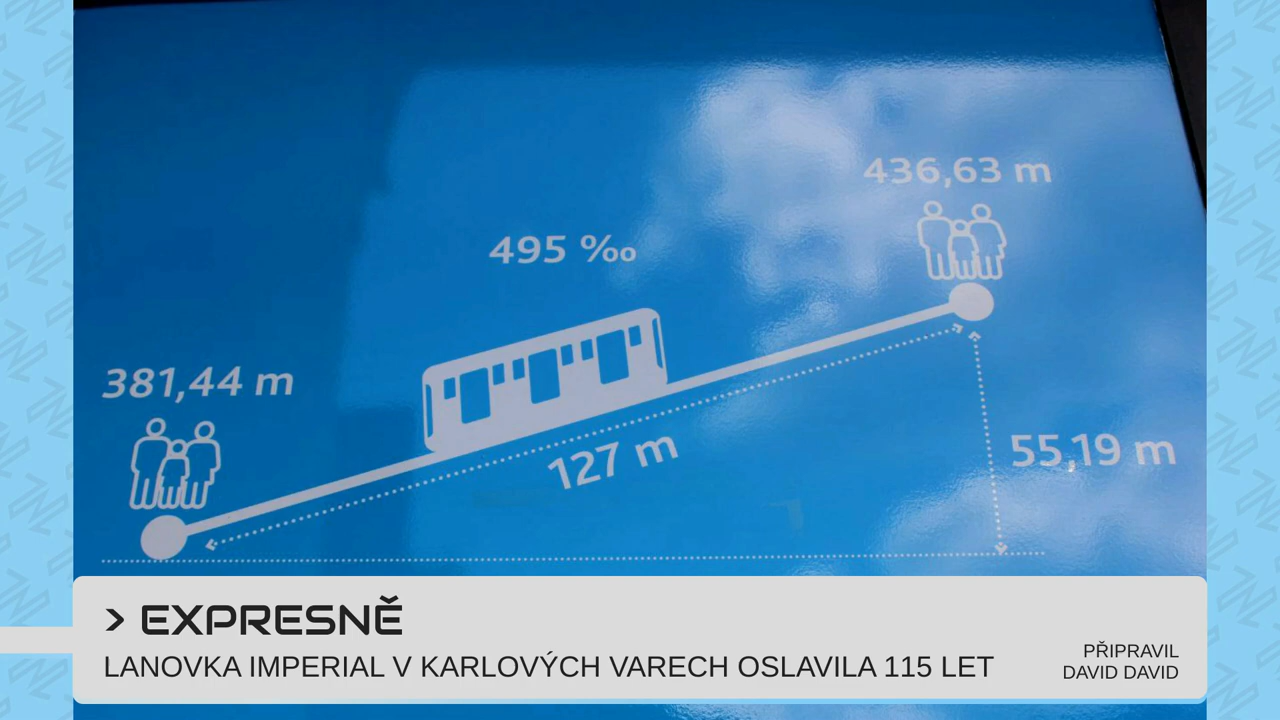 436,63 m
495 ‰
381,44 m
127 m
55,19 m
> EXPRESNĚ
LANOVKA IMPERIAL V KARLOVÝCH VARECH OSLAVILA 115 LET
PŘIPRAVIL
DAVID DAVID